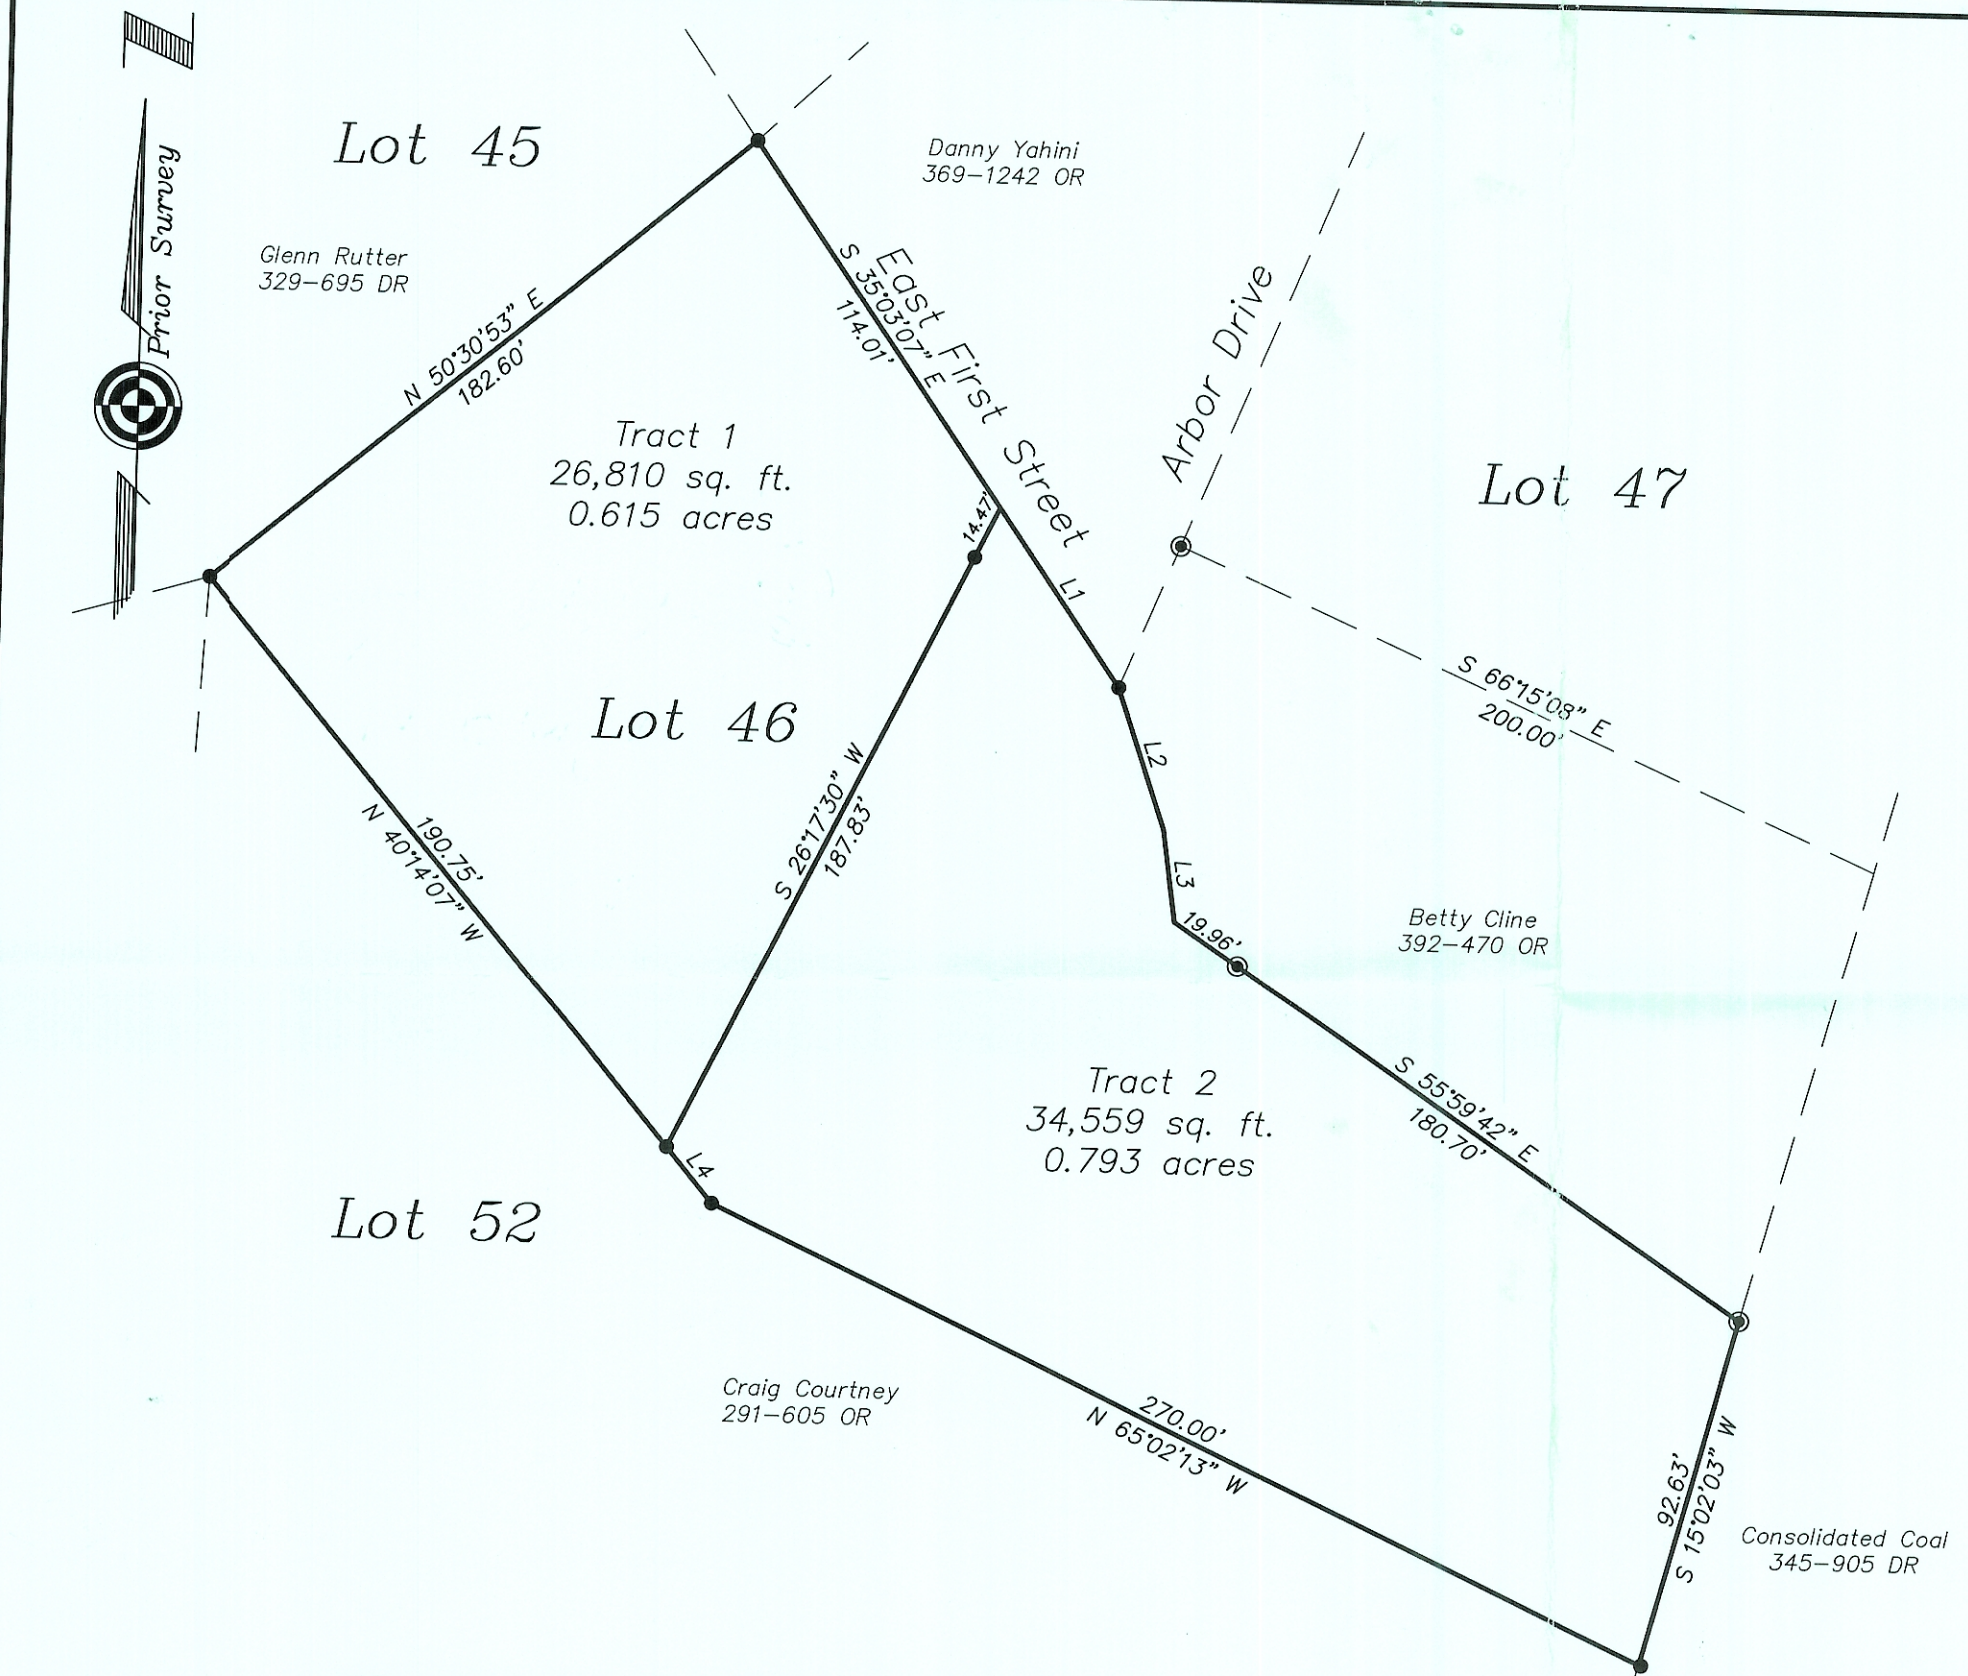 Z
Prior Survey
Lot 45
Danny Yahini
369-1242 OR
Glenn Rutter
329-695 DR
N 50°30'53" E
182.60'
S 35°03'07" E
114.01'
East First Street
Arbor Drive
Tract 1
26,810 sq. ft.
0.615 acres
14.47'
Lot 47
L1
S 66°15'08" E
200.00'
Lot 46
L2
N 40°14'07" W
190.75'
S 26°17'30" W
187.83'
L3
19.96'
Betty Cline
392-470 OR
Tract 2
34,559 sq. ft.
0.793 acres
S 55°59'42" E
180.70'
L4
Lot 52
Craig Courtney
291-605 OR
270.00'
N 65°02'13" W
92.63'
S 15°02'03" W
Consolidated Coal
345-905 DR